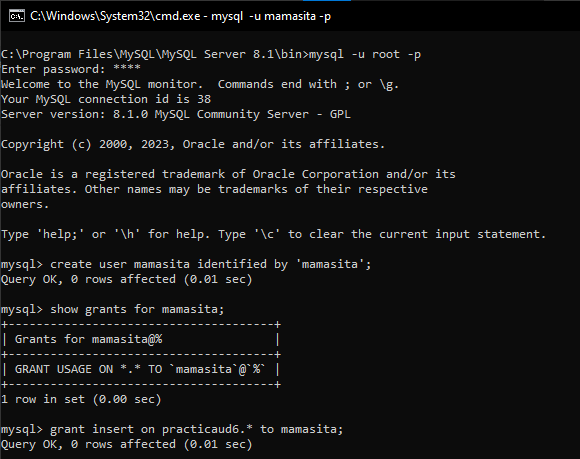 C:\Windows\System32\cmd.exe - mysql -u mamasita -p
C:\Program Files\MySQL\MySQL Server 8.1\bin>mysql -u root -p
Enter password: ****
Welcome to the MySQL monitor.  Commands end with ; or \g.
Your MySQL connection id is 38
Server version: 8.1.0 MySQL Community Server - GPL
Copyright (c) 2000, 2023, Oracle and/or its affiliates.
Oracle is a registered trademark of Oracle Corporation and/or its
affiliates. Other names may be trademarks of their respective
owners.
Type 'help;' or '\h' for help. Type '\c' to clear the current input statement.
mysql> create user mamasita identified by 'mamasita';
Query OK, 0 rows affected (0.01 sec)
mysql> show grants for mamasita;
+--------------------------------------+
| Grants for mamasita@%                |
+--------------------------------------+
| GRANT USAGE ON *.* TO `mamasita`@`%` |
+--------------------------------------+
1 row in set (0.00 sec)
mysql> grant insert on practicaud6.* to mamasita;
Query OK, 0 rows affected (0.01 sec)